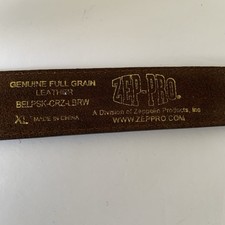 GENUINE FULL GRAIN
LEATHER
BELPSK-CRZ-LBRW
XL MADE IN CHINA
ZEP-PRO.
A Division of Zeppelin Products, Inc
WWW.ZEPPRO.COM